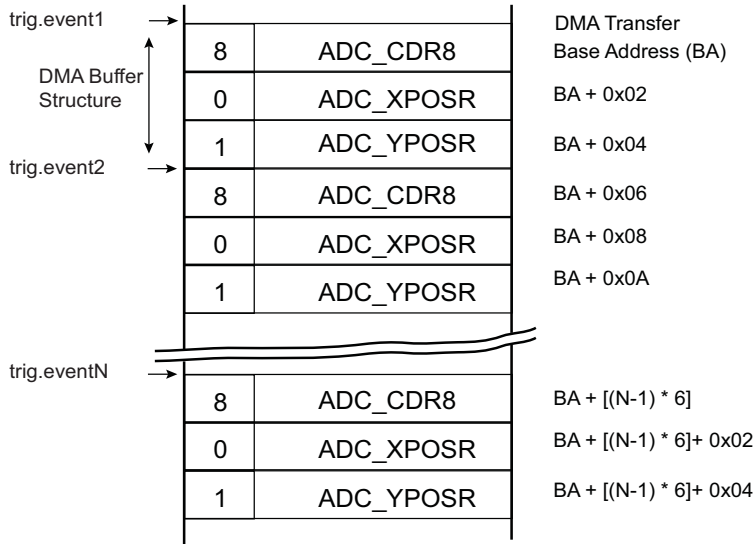 trig.event1
DMA Transfer
Base Address (BA)
8 ADC_CDR8
DMA Buffer
Structure
0 ADC_XPOSR BA + 0x02
1 ADC_YPOSR BA + 0x04
trig.event2
8 ADC_CDR8 BA + 0x06
0 ADC_XPOSR BA + 0x08
1 ADC_YPOSR BA + 0x0A
trig.eventN
8 ADC_CDR8 BA + [(N-1) * 6]
0 ADC_XPOSR BA + [(N-1) * 6]+ 0x02
1 ADC_YPOSR BA + [(N-1) * 6]+ 0x04